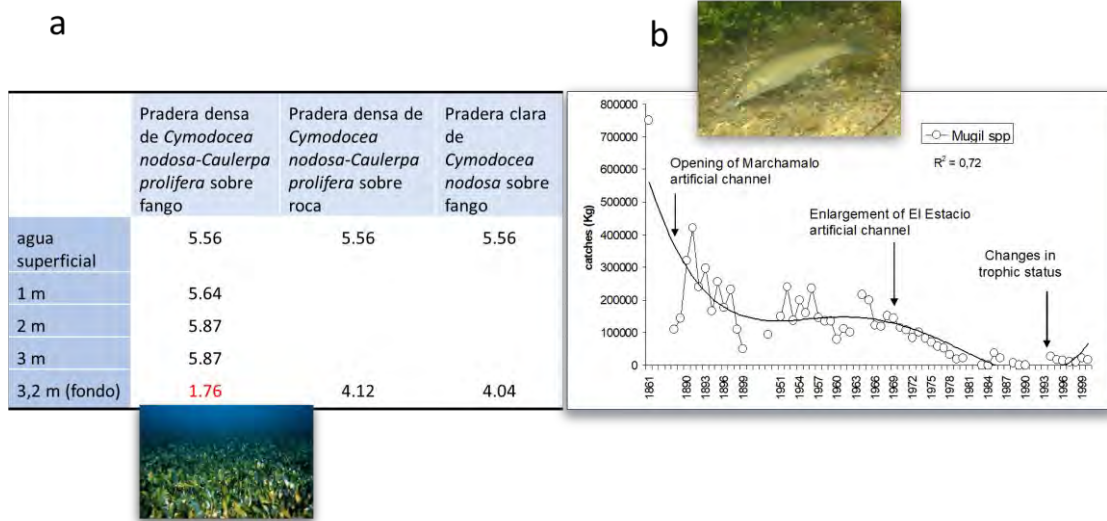 a
b
Pradera densa de Cymodocea nodosa-Caulerpa prolifera sobre fango
Pradera densa de Cymodocea nodosa-Caulerpa prolifera sobre roca
Pradera clara de Cymodocea nodosa sobre fango
agua superficial 5.56 5.56 5.56
1 m 5.64
2 m 5.87
3 m 5.87
3,2 m (fondo) 1.76 4.12 4.04
800000
700000
600000
500000
400000
300000
200000
100000
0
catches (Kg)
Mugil spp
R² = 0,72
Opening of Marchamalo
artificial channel
Enlargement of El Estacio
artificial channel
Changes in
trophic status
1861 1890 1893 1896 1899 1951 1954 1957 1960 1963 1966 1969 1972 1975 1978 1981 1984 1987 1990 1993 1996 1999